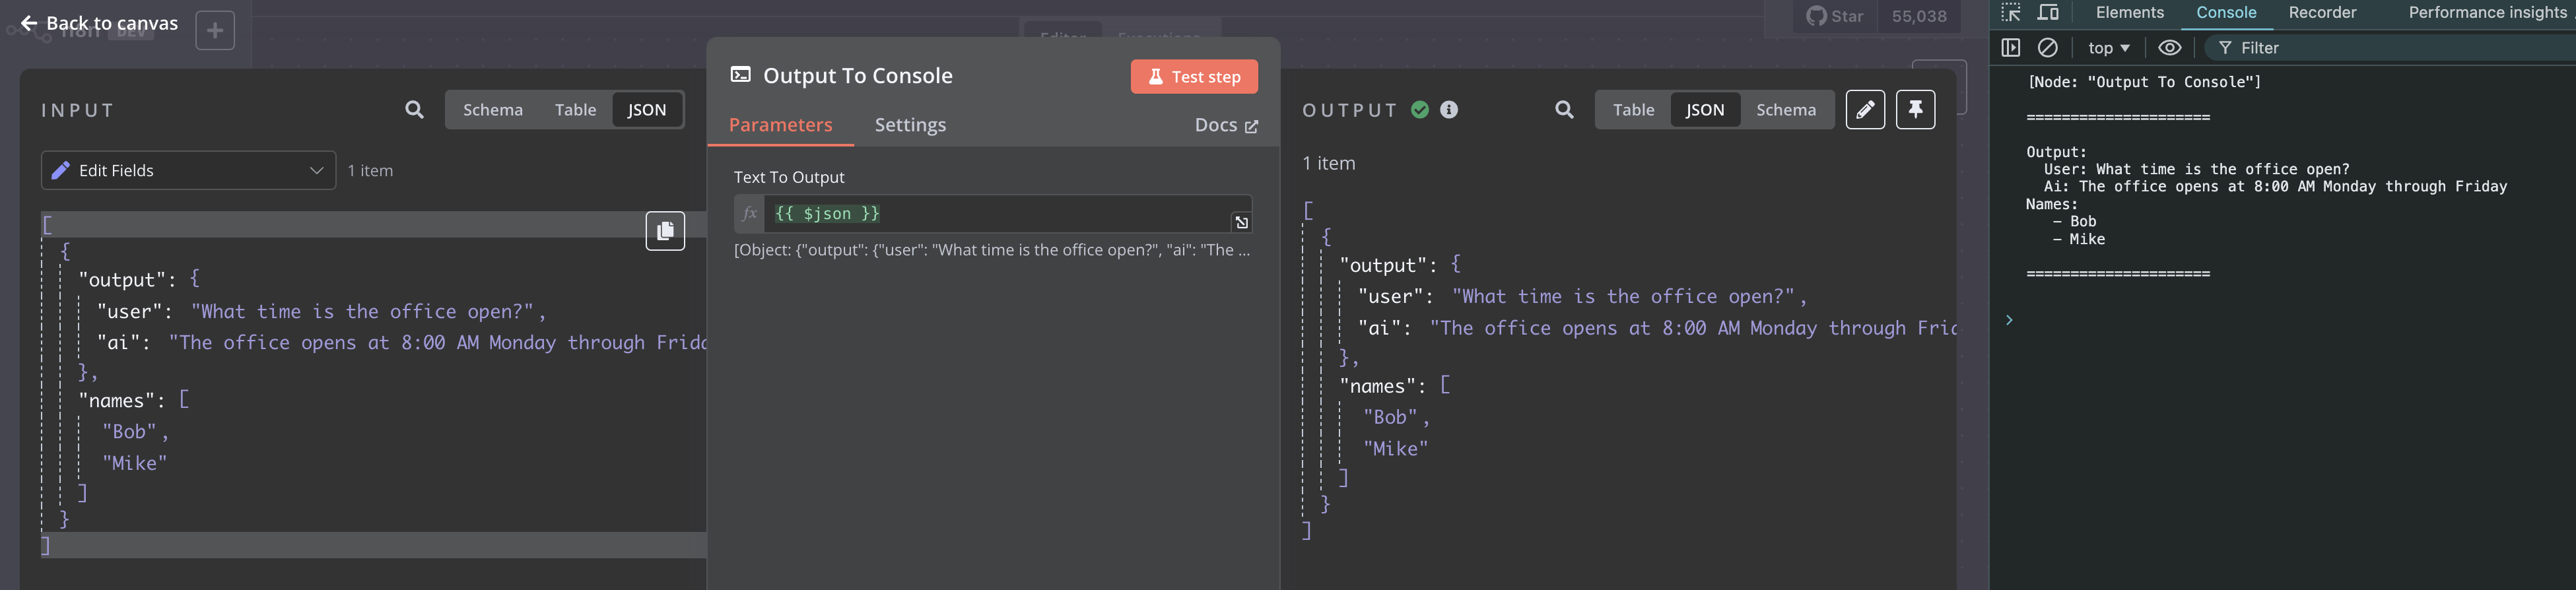 Back to canvas
n8n DEV
Editor Executions
Star 55,038
INPUT
Schema Table JSON
Edit Fields 1 item
[
{
"output": {
"user": "What time is the office open?",
"ai": "The office opens at 8:00 AM Monday through Frid
},
"names": [
"Bob",
"Mike"
]
}
]
Output To Console
Test step
Parameters Settings Docs
Text To Output
fx {{ $json }}
[Object: {"output": {"user": "What time is the office open?", "ai": "The ...
OUTPUT
Table JSON Schema
1 item
[
{
"output": {
"user": "What time is the office open?",
"ai": "The office opens at 8:00 AM Monday through Fri
},
"names": [
"Bob",
"Mike"
]
}
]
Elements Console Recorder Performance insights
top Filter
[Node: "Output To Console"]
=====================
Output:
User: What time is the office open?
Ai: The office opens at 8:00 AM Monday through Friday
Names:
– Bob
– Mike
=====================